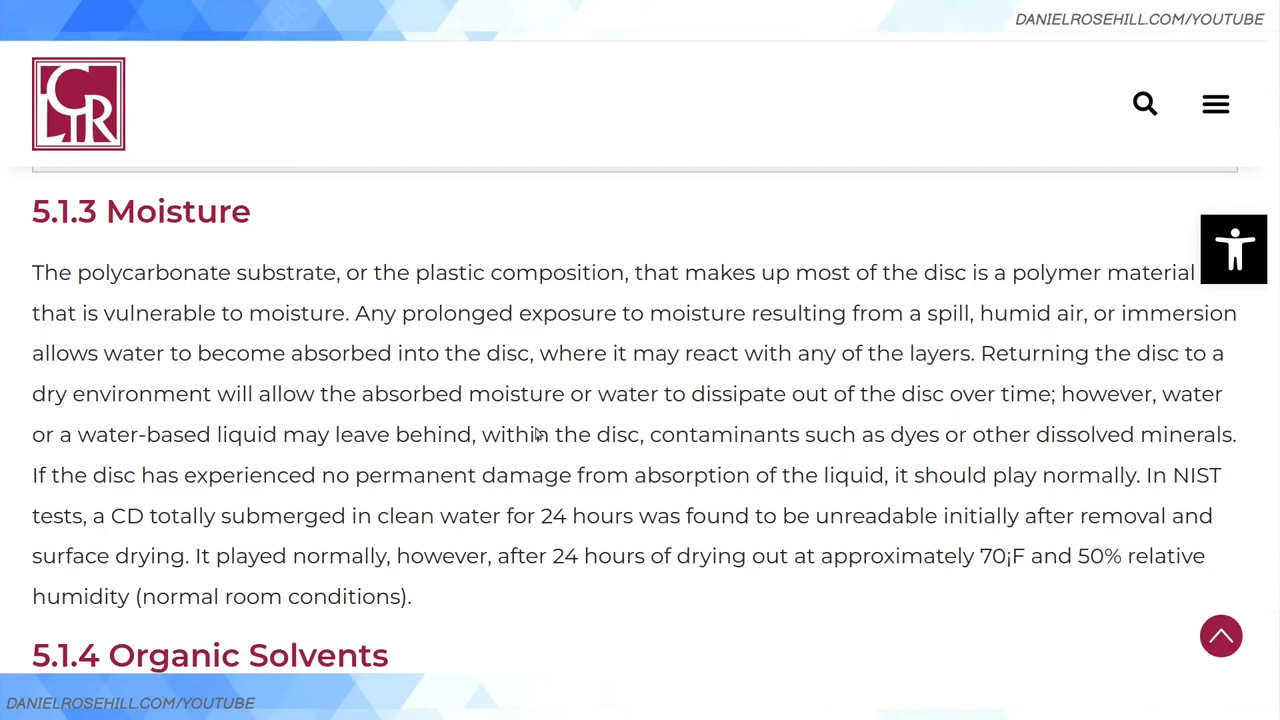 DANIELROSEHILL.COM/YOUTUBE
CLIR
5.1.3 Moisture
The polycarbonate substrate, or the plastic composition, that makes up most of the disc is a polymer material
that is vulnerable to moisture. Any prolonged exposure to moisture resulting from a spill, humid air, or immersion
allows water to become absorbed into the disc, where it may react with any of the layers. Returning the disc to a
dry environment will allow the absorbed moisture or water to dissipate out of the disc over time; however, water
or a water-based liquid may leave behind, within the disc, contaminants such as dyes or other dissolved minerals.
If the disc has experienced no permanent damage from absorption of the liquid, it should play normally. In NIST
tests, a CD totally submerged in clean water for 24 hours was found to be unreadable initially after removal and
surface drying. It played normally, however, after 24 hours of drying out at approximately 70¡F and 50% relative
humidity (normal room conditions).
5.1.4 Organic Solvents
DANIELROSEHILL.COM/YOUTUBE